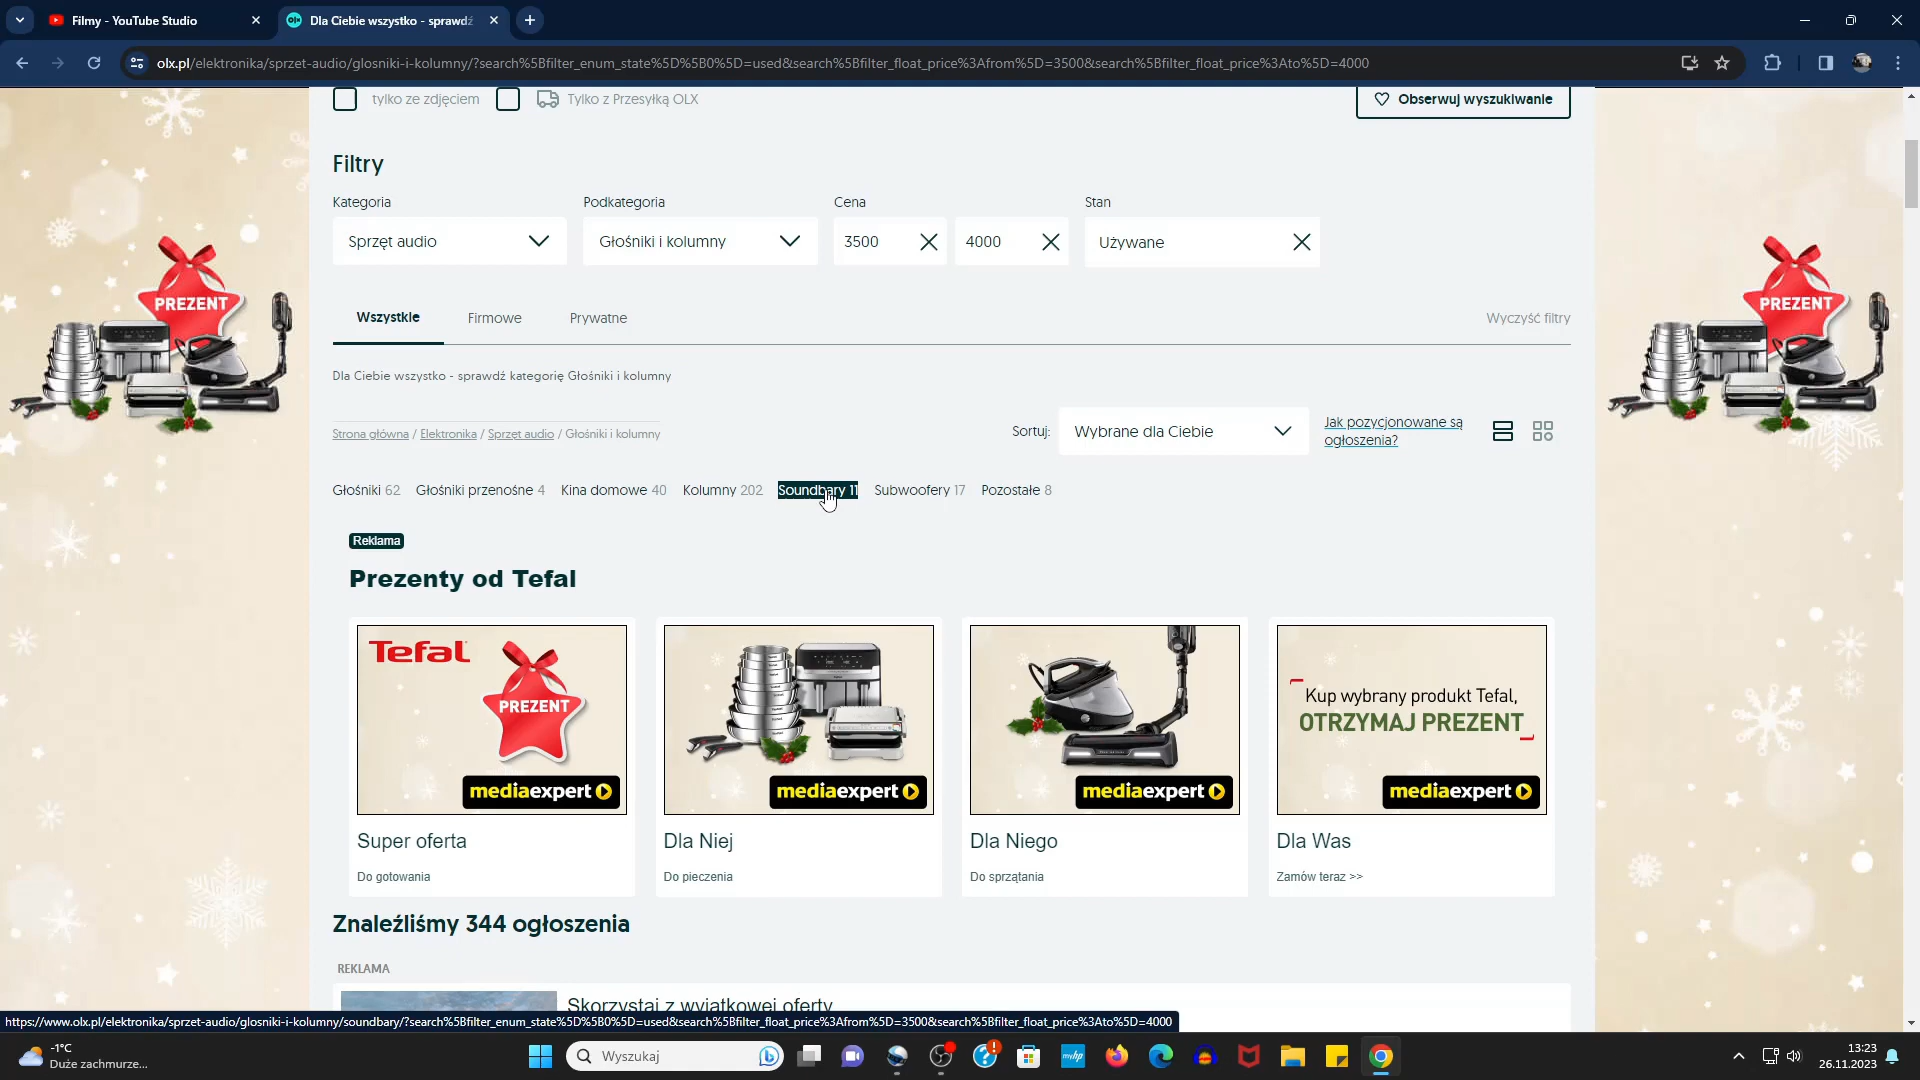 Filmy - YouTube Studio
Dla Ciebie wszystko - sprawdź
olx.pl/elektronika/sprzet-audio/glosniki-i-kolumny/?search%5Bfilter_enum_state%5D%5B0%5D=used&search%5Bfilter_float_price%3Afrom%5D=3500&search%5Bfilter_float_price%3Ato%5D=4000
tylko ze zdjęciem
Tylko z Przesyłką OLX
Obserwuj wyszukiwanie
Filtry
Kategoria
Podkategoria
Cena
Stan
Sprzęt audio
Głośniki i kolumny
3500
4000
Używane
Wszystkie
Firmowe
Prywatne
Wyczyść filtry
Dla Ciebie wszystko - sprawdź kategorię Głośniki i kolumny
Strona główna / Elektronika / Sprzęt audio / Głośniki i kolumny
Sortuj:
Wybrane dla Ciebie
Jak pozycjonowane są
ogłoszenia?
Głośniki 62 Głośniki przenośne 4 Kina domowe 40 Kolumny 202 Soundbary 11 Subwoofery 17 Pozostałe 8
Reklama
Prezenty od Tefal
PREZENT
PREZENT
Tefal
PREZENT
mediaexpert
mediaexpert
mediaexpert
Kup wybrany produkt Tefal,
OTRZYMAJ PREZENT
mediaexpert
Super oferta
Dla Niej
Dla Niego
Dla Was
Do gotowania
Do pieczenia
Do sprzątania
Zamów teraz >>
Znaleźliśmy 344 ogłoszenia
REKLAMA
Skorzystaj z wyjątkowej oferty
https://www.olx.pl/elektronika/sprzet-audio/glosniki-i-kolumny/soundbary/?search%5Bfilter_enum_state%5D%5B0%5D=used&search%5Bfilter_float_price%3Afrom%5D=3500&search%5Bfilter_float_price%3Ato%5D=4000
-1°C
Duże zachmurze...
Wyszukaj
myhp
13:23
26.11.2023